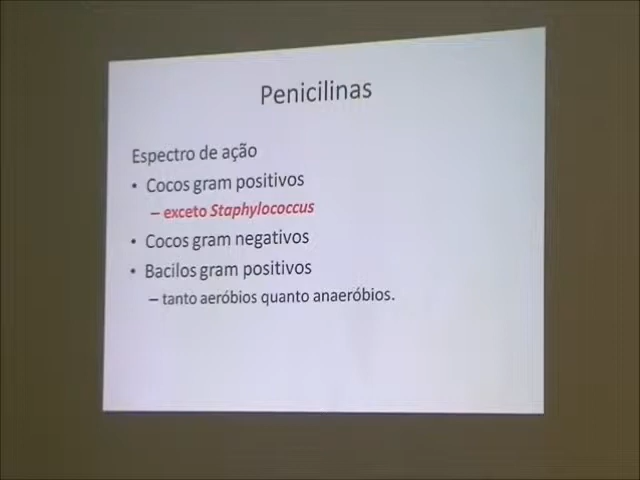 Penicilinas
Espectro de ação
• Cocos gram positivos
– exceto Staphylococcus
• Cocos gram negativos
• Bacilos gram positivos
– tanto aeróbios quanto anaeróbios.